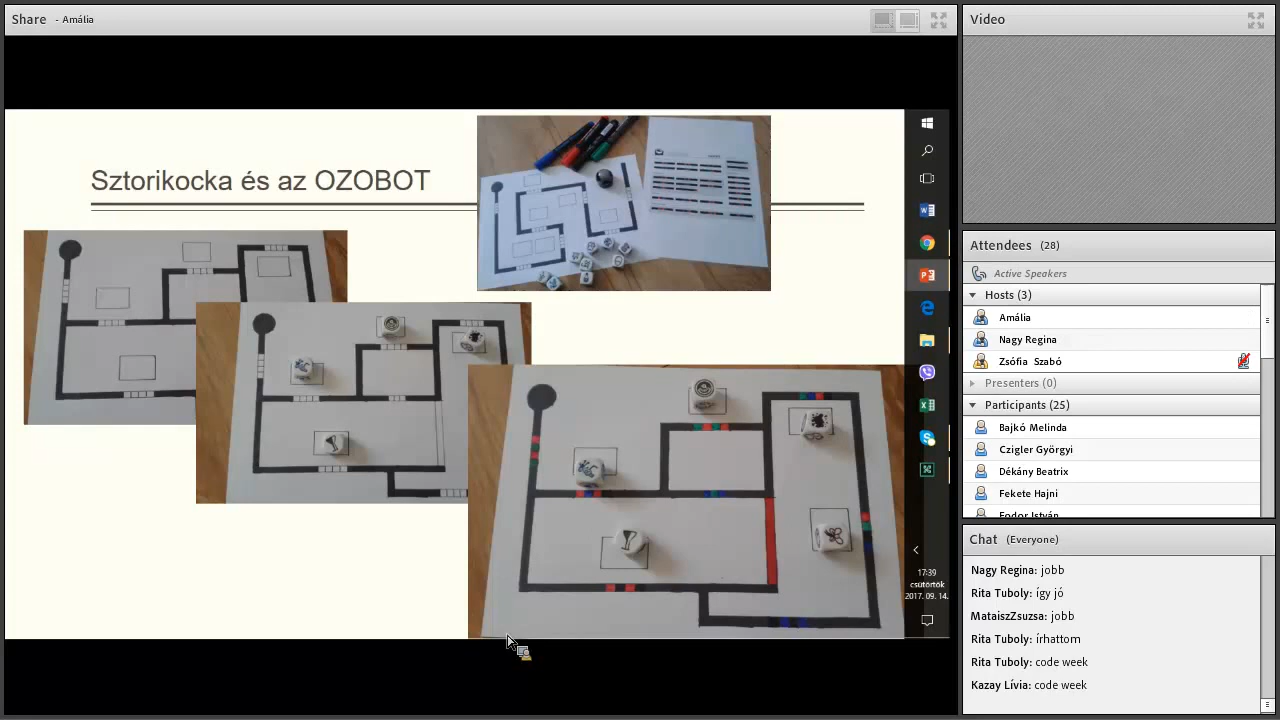 Share - Amália
Sztorikocka és az OZOBOT
17:39
csütörtök
2017. 09. 14.
Video
Attendees (28)
Active Speakers
Hosts (3)
Amália
Nagy Regina
Zsófia Szabó
Presenters (0)
Participants (25)
Bajkó Melinda
Czigler Györgyi
Dékány Beatrix
Fekete Hajni
Fodor István
Chat (Everyone)
Nagy Regina: jobb
Rita Tuboly: így jó
MataiszZsuzsa: jobb
Rita Tuboly: írhattom
Rita Tuboly: code week
Kazay Lívia: code week